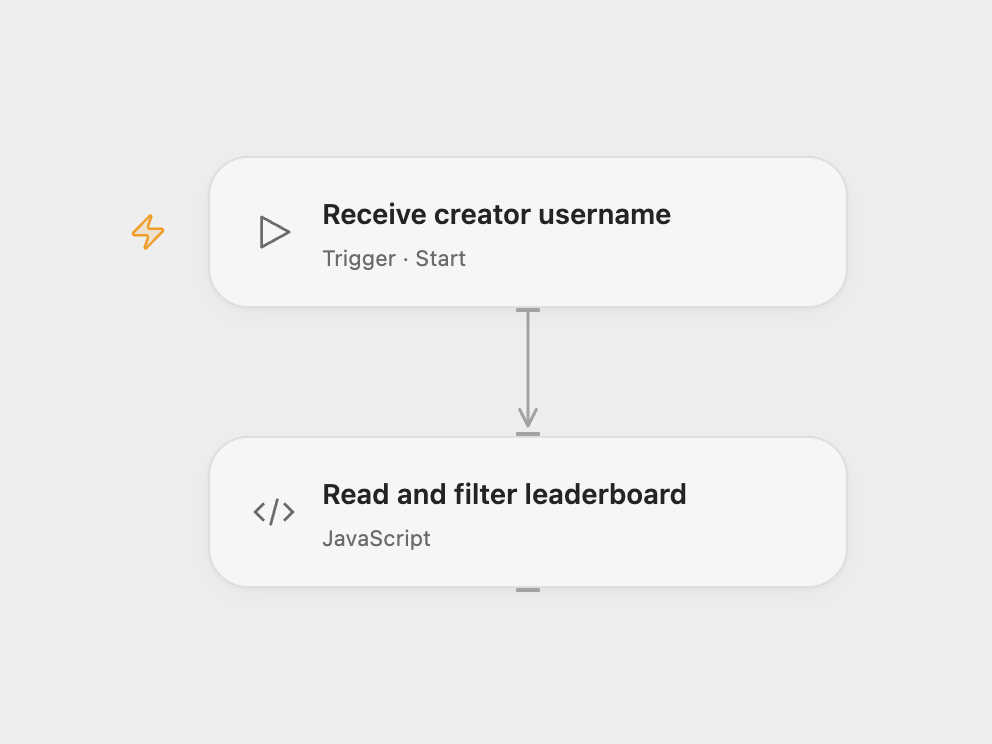 Receive creator username
Trigger · Start
Read and filter leaderboard
JavaScript